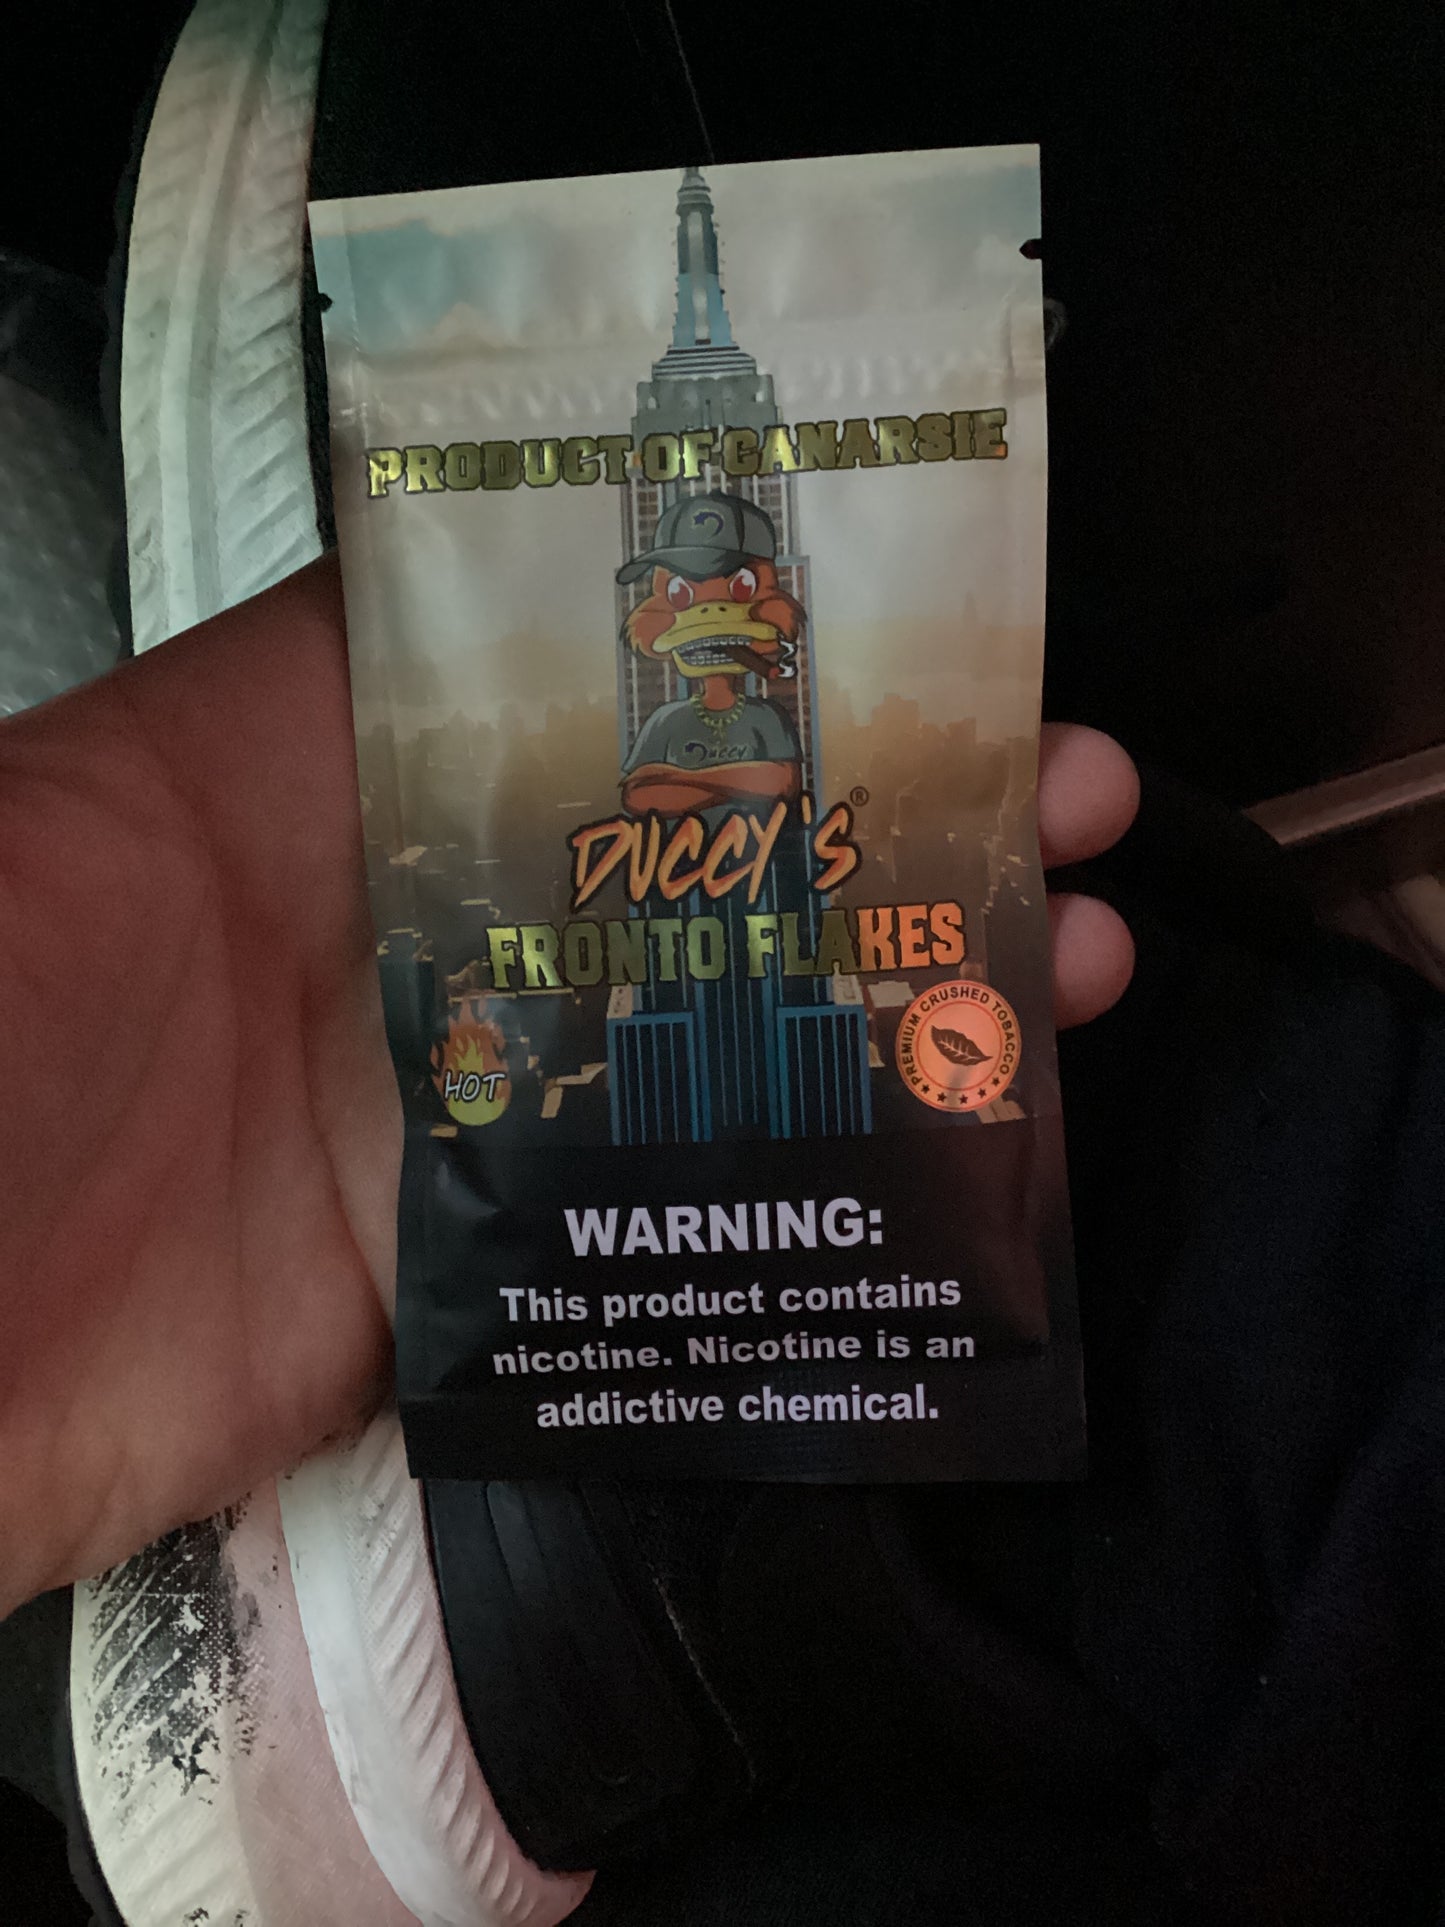 PRODUCT OF CANARSIE
Duccy
DUCCY'S®
FRONTO FLAKES
HOT
PREMIUM CRUSHED TOBACCO
WARNING:
This product contains
nicotine. Nicotine is an
addictive chemical.